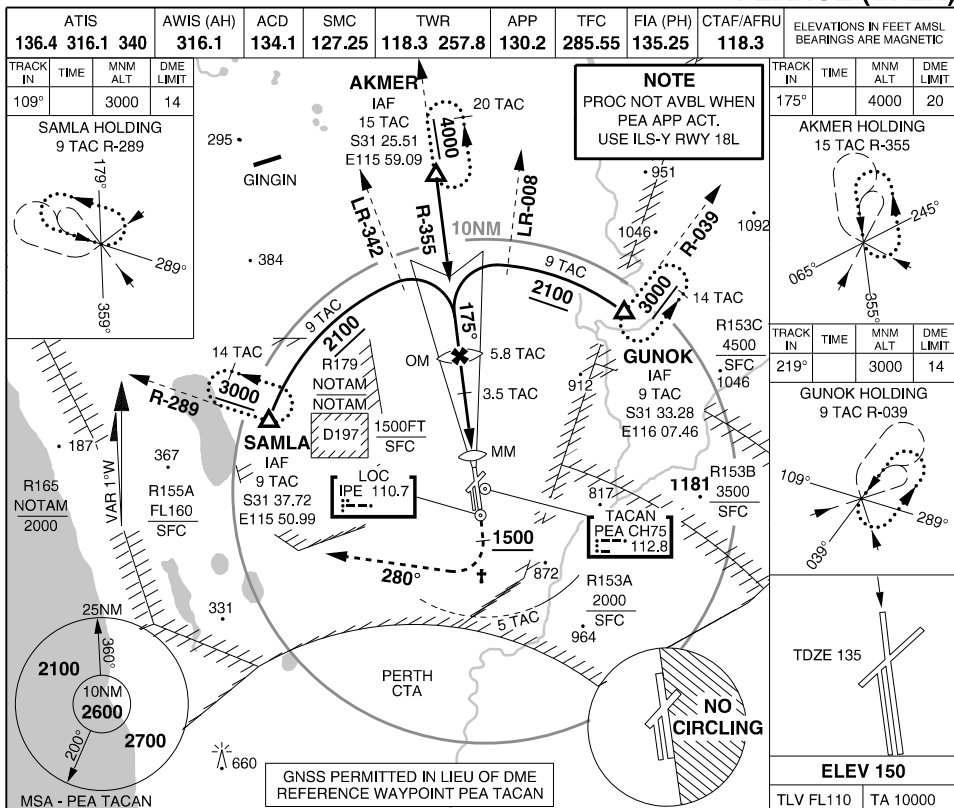 ATIS
136.4 316.1 340
AWIS (AH)
316.1
ACD
134.1
SMC
127.25
TWR
118.3 257.8
APP
130.2
TFC
285.55
FIA (PH)
135.25
CTAF/AFRU
118.3
ELEVATIONS IN FEET AMSL
BEARINGS ARE MAGNETIC
TRACK IN
TIME
MNM ALT
DME LIMIT
109°
3000
14
SAMLA HOLDING
9 TAC R-289
179°
289°
359°
AKMER
IAF
15 TAC
S31 25.51
E115 59.09
20 TAC
4000
295
GINGIN
384
LR-342
R-355
LR-008
10NM
NOTE
PROC NOT AVBL WHEN
PEA APP ACT.
USE ILS-Y RWY 18L
951
1046
R-039
1092
TRACK IN
TIME
MNM ALT
DME LIMIT
175°
4000
20
AKMER HOLDING
15 TAC R-355
245°
065°
355°
9 TAC
2100
9 TAC
2100
175°
3000
14 TAC
GUNOK
IAF
9 TAC
S31 33.28
E116 07.46
R153C
4500
SFC
1046
TRACK IN
TIME
MNM ALT
DME LIMIT
219°
3000
14
GUNOK HOLDING
9 TAC R-039
109°
289°
039°
14 TAC
3000
R-289
SAMLA
IAF
9 TAC
S31 37.72
E115 50.99
R179
NOTAM
NOTAM
D197
1500FT
SFC
OM
5.8 TAC
3.5 TAC
912
MM
187
367
VAR 1°W
R165
NOTAM
2000
R155A
FL160
SFC
LOC
IPE 110.7
817
1181
R153B
3500
SFC
TACAN
PEA CH75
112.8
1500
280°
872
R153A
2000
SFC
964
5 TAC
331
PERTH
CTA
25NM
360°
2100
10NM
2600
2700
200°
MSA - PEA TACAN
660
GNSS PERMITTED IN LIEU OF DME
REFERENCE WAYPOINT PEA TACAN
NO
CIRCLING
TDZE 135
ELEV 150
TLV FL110
TA 10000